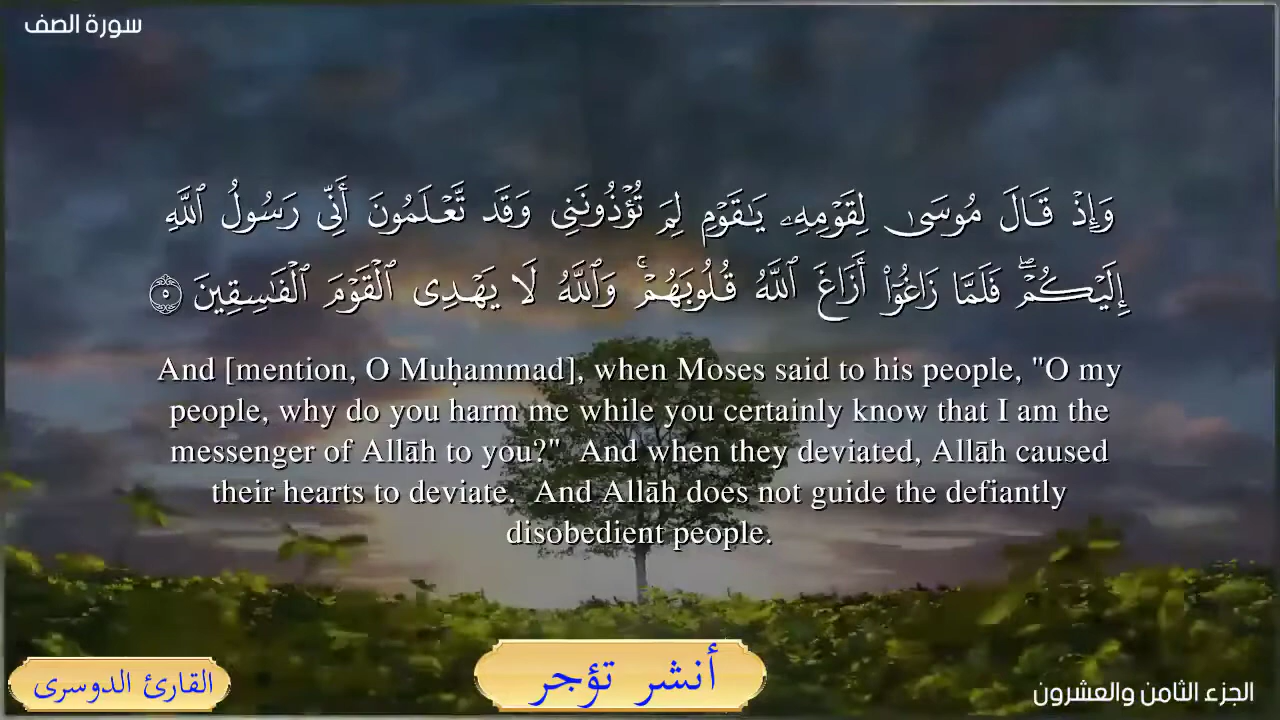 سورة الصف
وَإِذْ قَالَ مُوسَىٰ لِقَوْمِهِۦ يَـٰقَوْمِ لِمَ تُؤْذُونَنِى وَقَد تَّعْلَمُونَ أَنِّى رَسُولُ ٱللَّهِ
إِلَيْكُمْ ۖ فَلَمَّا زَاغُوٓا۟ أَزَاغَ ٱللَّهُ قُلُوبَهُمْ ۚ وَٱللَّهُ لَا يَهْدِى ٱلْقَوْمَ ٱلْفَـٰسِقِينَ ٥
And [mention, O Muḥammad], when Moses said to his people, "O my
people, why do you harm me while you certainly know that I am the
messenger of Allāh to you?"  And when they deviated, Allāh caused
their hearts to deviate.  And Allāh does not guide the defiantly
disobedient people.
أنشر تؤجر
القارئ الدوسرى
الجزء الثامن والعشرون